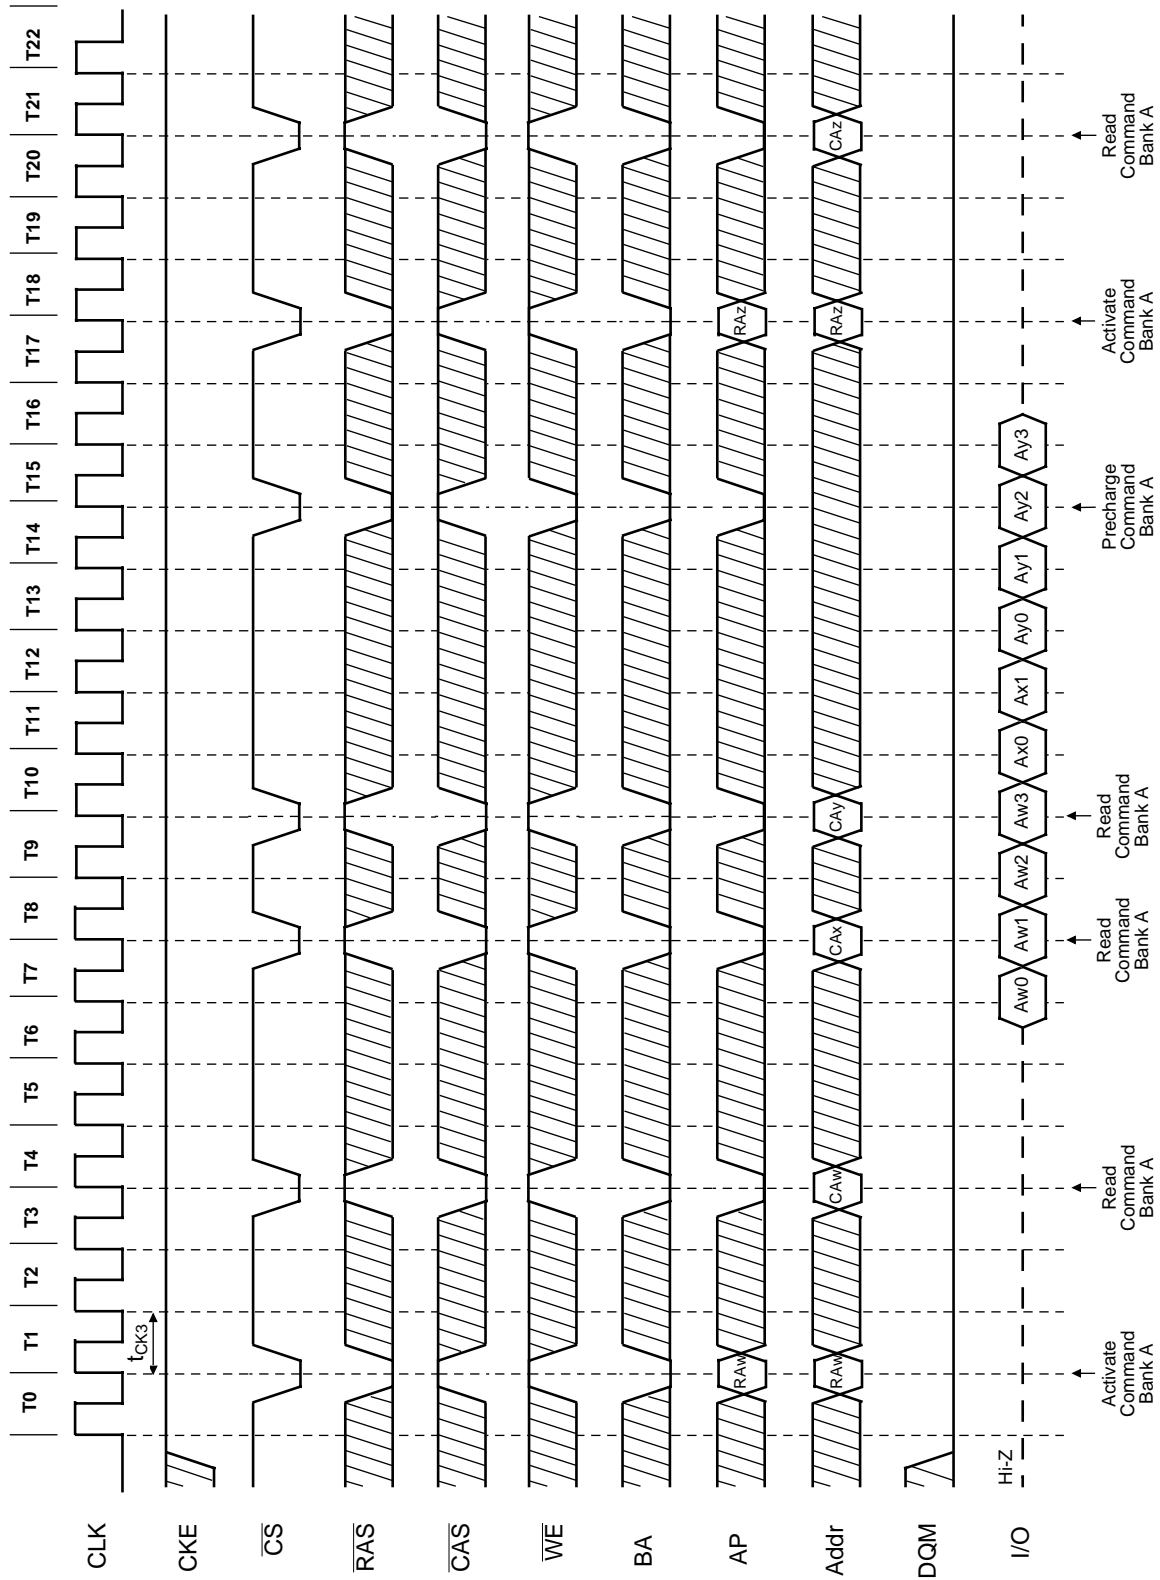 T0 T1 T2 T3 T4 T5 T6 T7 T8 T9 T10 T11 T12 T13 T14 T15 T16 T17 T18 T19 T20 T21 T22
CLK
tCK3
CKE
CS
RAS
CAS
WE
BA
AP RAw RAz
Addr RAw CAw CAx CAy RAz CAz
DQM
I/O Hi-Z Aw0 Aw1 Aw2 Aw3 Ax0 Ax1 Ay0 Ay1 Ay2 Ay3
Activate
Command
Bank A
Read
Command
Bank A
Read
Command
Bank A
Read
Command
Bank A
Precharge
Command
Bank A
Activate
Command
Bank A
Read
Command
Bank A